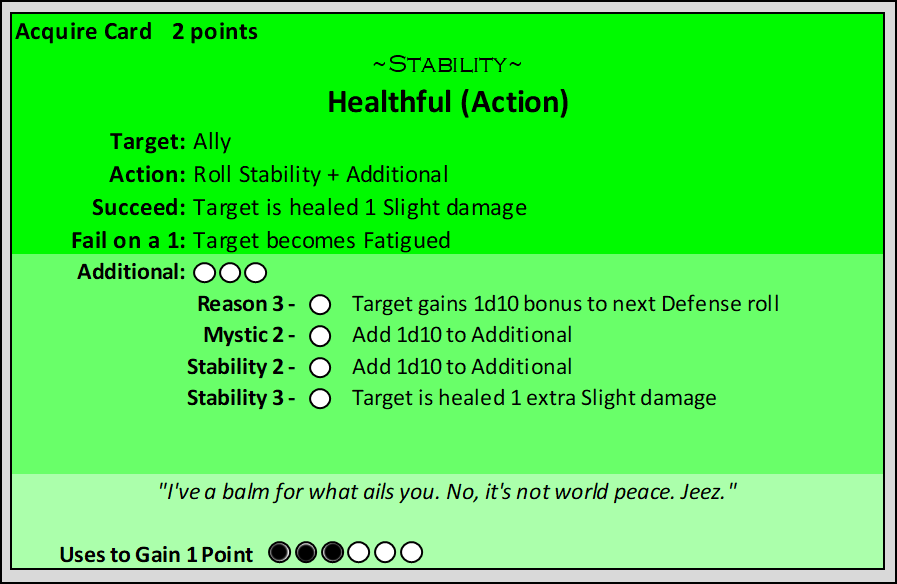 Acquire Card 2 points
~STABILITY~
Healthful (Action)
Target: Ally
Action: Roll Stability + Additional
Succeed: Target is healed 1 Slight damage
Fail on a 1: Target becomes Fatigued
Additional:
Reason 3 - Target gains 1d10 bonus to next Defense roll
Mystic 2 - Add 1d10 to Additional
Stability 2 - Add 1d10 to Additional
Stability 3 - Target is healed 1 extra Slight damage
"I've a balm for what ails you. No, it's not world peace. Jeez."
Uses to Gain 1 Point